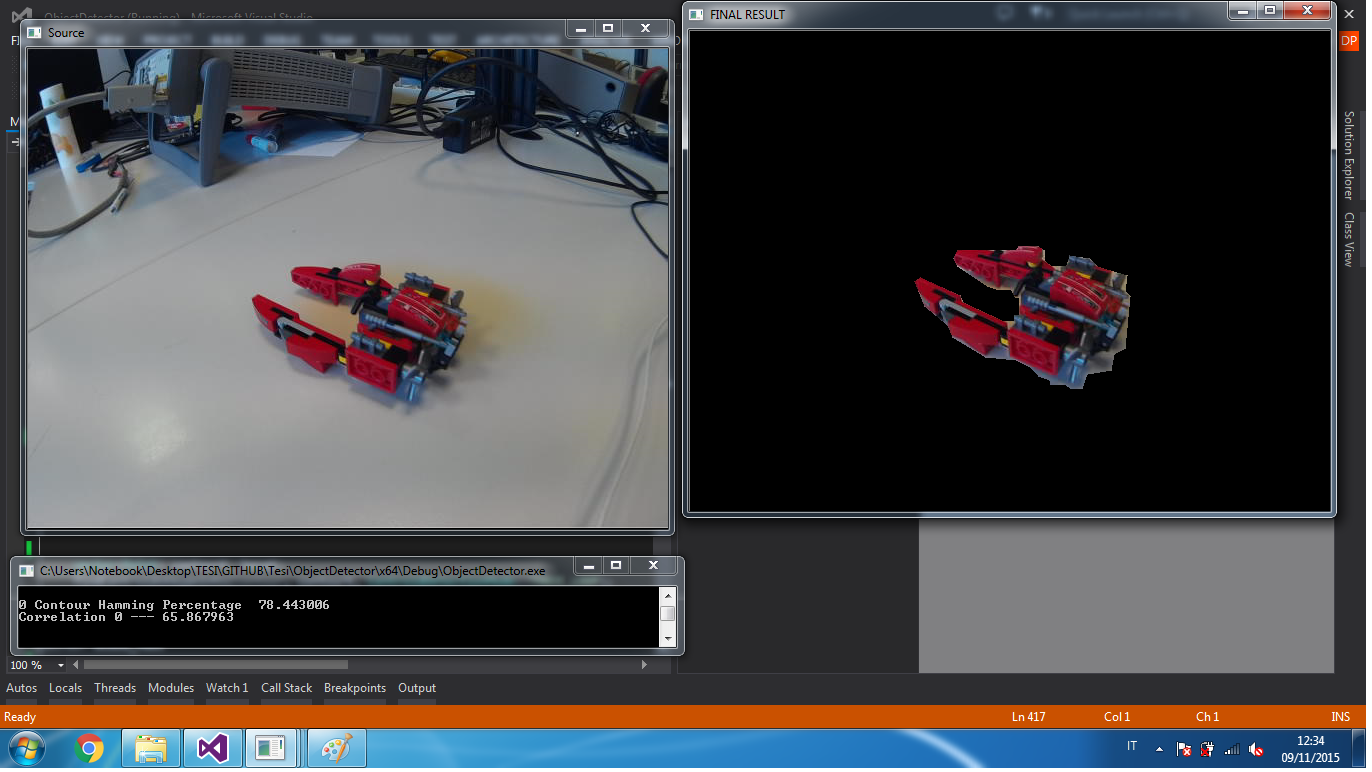 ObjectDetector (Running) - Microsoft Visual Studio
Source
FINAL RESULT
DP
Solution Explorer
Class View
C:\Users\Notebook\Desktop\TESI\GITHUB\Tesi\ObjectDetector\x64\Debug\ObjectDetector.exe
0 Contour Hamming Percentage 78.443006
Correlation 0 --- 65.867963
100 %
Autos Locals Threads Modules Watch 1 Call Stack Breakpoints Output
Ready Ln 417 Col 1 Ch 1 INS
IT
12:34
09/11/2015